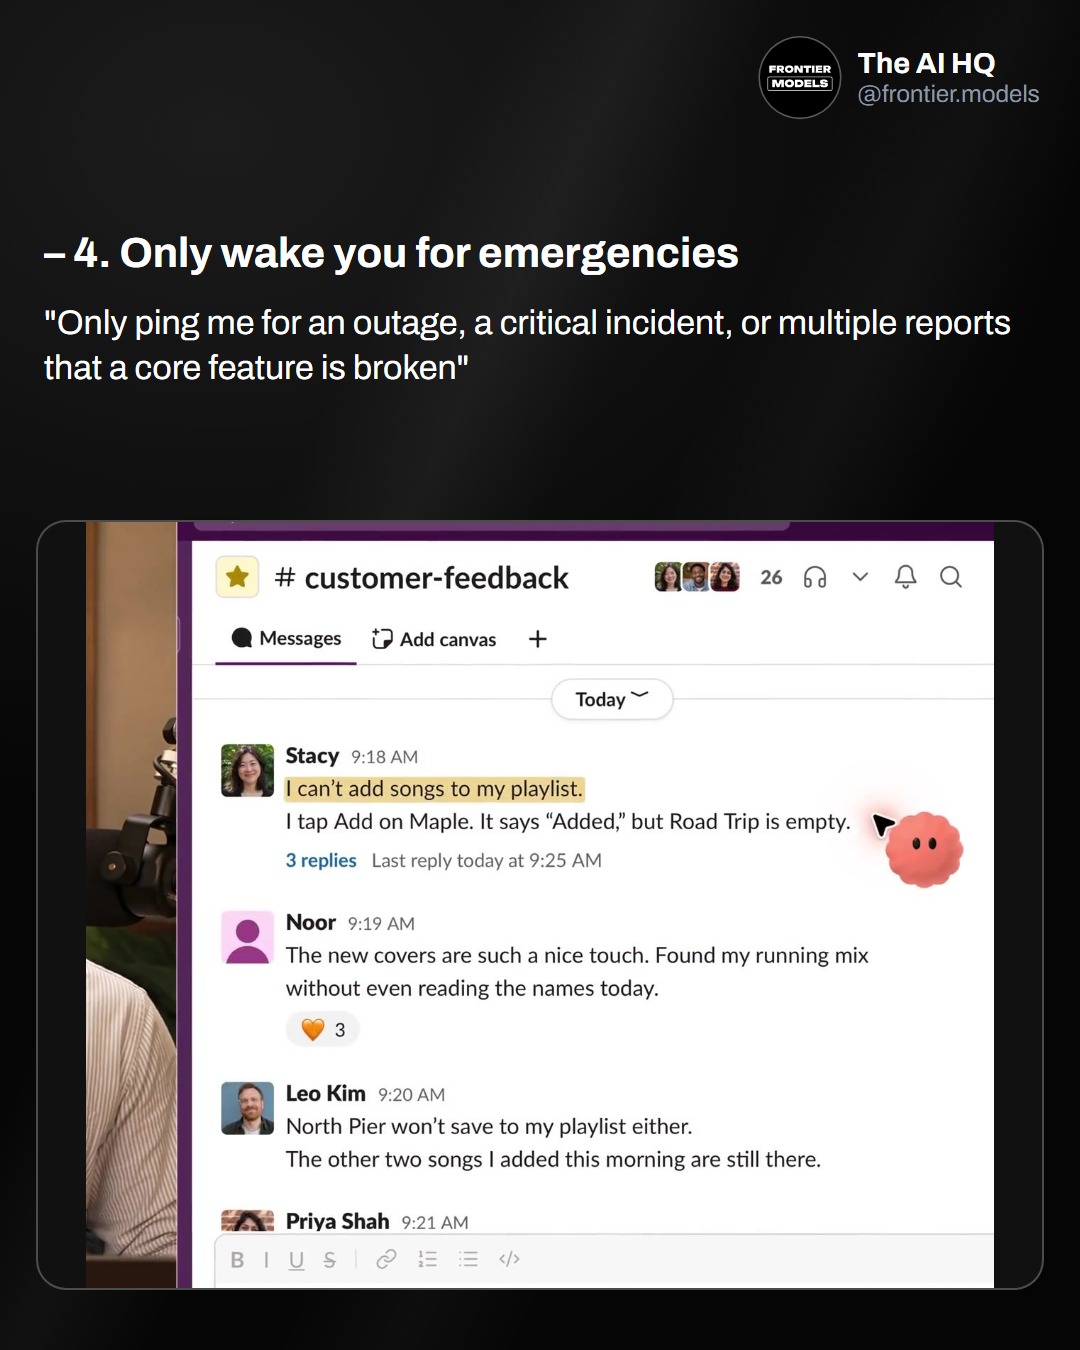 FRONTIER
MODELS
The AI HQ
@frontier.models
– 4. Only wake you for emergencies
"Only ping me for an outage, a critical incident, or multiple reports
that a core feature is broken"
# customer-feedback
26
Messages
Add canvas
Today
Stacy 9:18 AM
I can’t add songs to my playlist.
I tap Add on Maple. It says “Added,” but Road Trip is empty.
3 replies Last reply today at 9:25 AM
Noor 9:19 AM
The new covers are such a nice touch. Found my running mix
without even reading the names today.
🧡 3
Leo Kim 9:20 AM
North Pier won’t save to my playlist either.
The other two songs I added this morning are still there.
Priya Shah 9:21 AM
B I U S